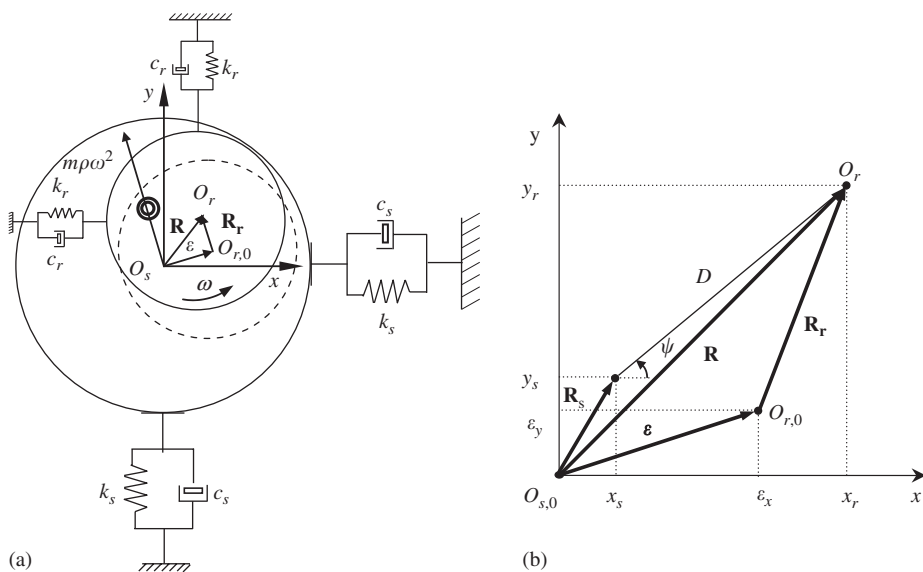 c_r
k_r
y
mρω²
k_r
O_r
R
R_r
ε
O_{r,0}
c_r
O_s
x
ω
c_s
k_s
k_s
c_s
(a)
y
y_r
O_r
D
ψ
R
R_r
y_s
R_s
O_{r,0}
ε_y
ε
O_{s,0}
x_s
ε_x
x_r
x
(b)